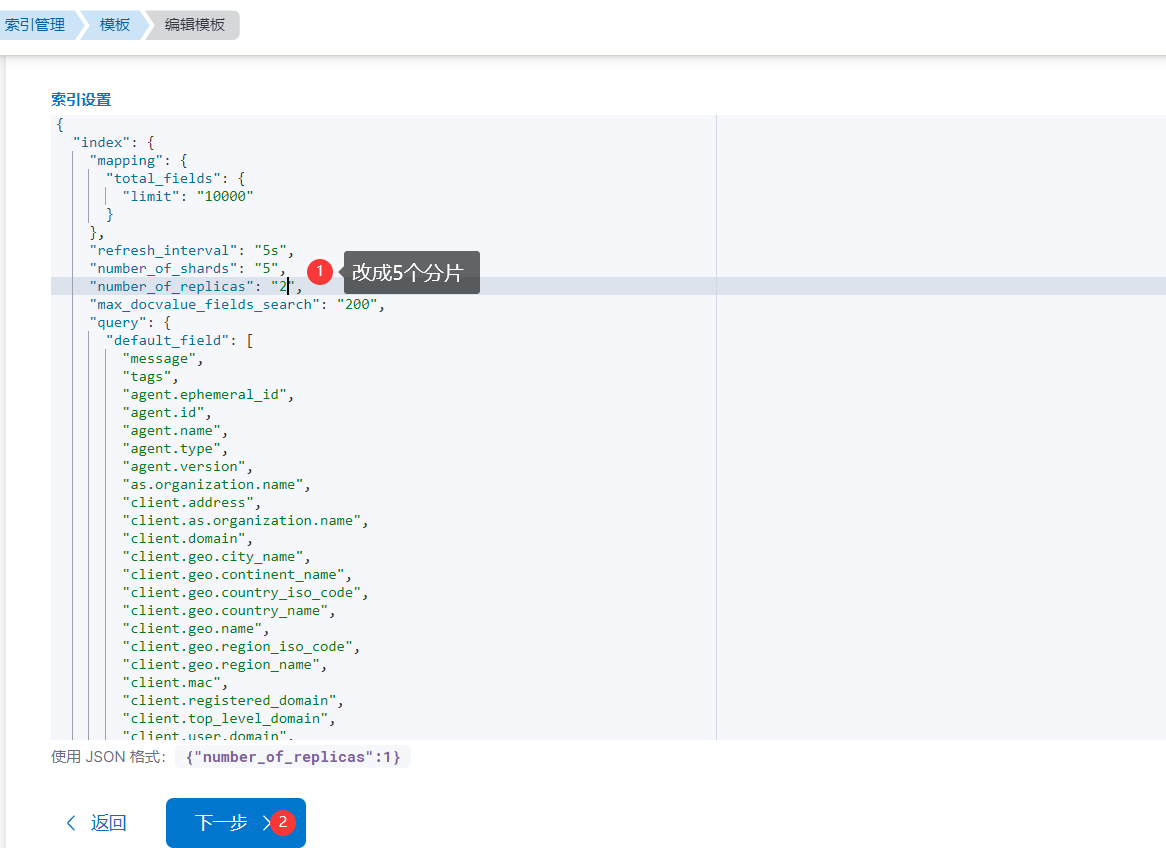 索引管理 模板 编辑模板
索引设置
{
"index": {
"mapping": {
"total_fields": {
"limit": "10000"
}
},
"refresh_interval": "5s",
"number_of_shards": "5",
1 改成5个分片
"number_of_replicas": "2",
"max_docvalue_fields_search": "200",
"query": {
"default_field": [
"message",
"tags",
"agent.ephemeral_id",
"agent.id",
"agent.name",
"agent.type",
"agent.version",
"as.organization.name",
"client.address",
"client.as.organization.name",
"client.domain",
"client.geo.city_name",
"client.geo.continent_name",
"client.geo.country_iso_code",
"client.geo.country_name",
"client.geo.name",
"client.geo.region_iso_code",
"client.geo.region_name",
"client.mac",
"client.registered_domain",
"client.top_level_domain",
"client.user.domain",
使用 JSON 格式： {"number_of_replicas":1}
返回 下一步 2